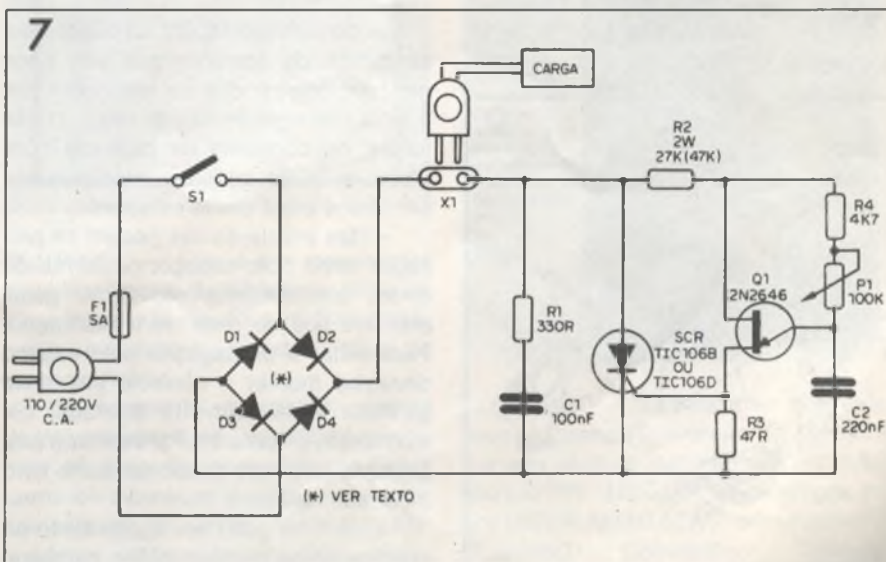 7
CARGA
S1
X1
R2
2W
27K(47K)
R4
4K7
P1
100K
Q1
2N2646
F1
5A
D1
D2
(*)
D3
D4
R1
330R
SCR
TIC106B
OU
TIC106D
110/220V
C.A.
C1
100nF
R3
47R
C2
220nF
(*) VER TEXTO